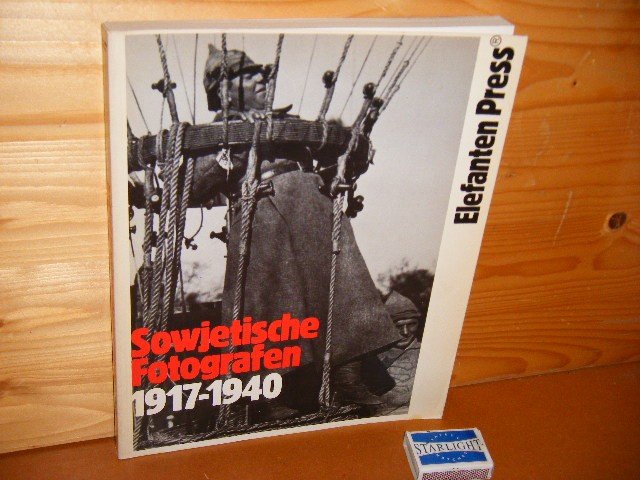 Elefanten Press®
Sowjetische
Fotografen
1917-1940
STARLIGHT